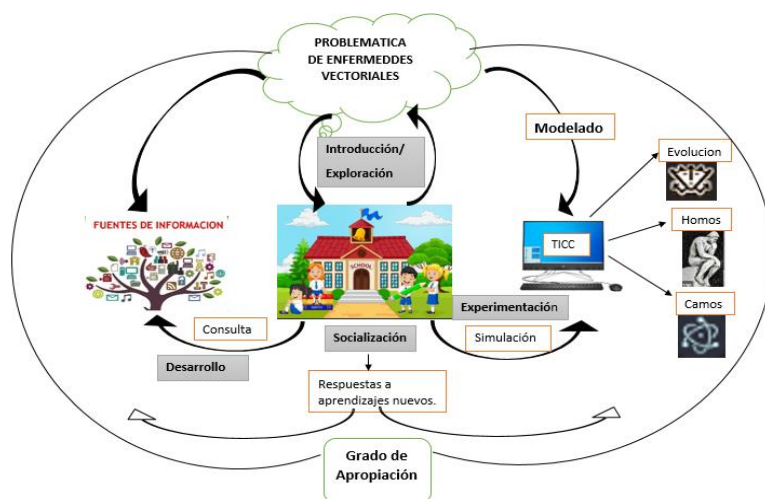 PROBLEMATICA
DE ENFERMEDDES
VECTORIALES
Modelado
Introducción/
Exploración
Evolucion
FUENTES DE INFORMACION
Homos
TICC
SCHOOL
Camos
Experimentación
Consulta
Socialización
Simulación
Desarrollo
Respuestas a
aprendizajes nuevos.
Grado de
Apropiación